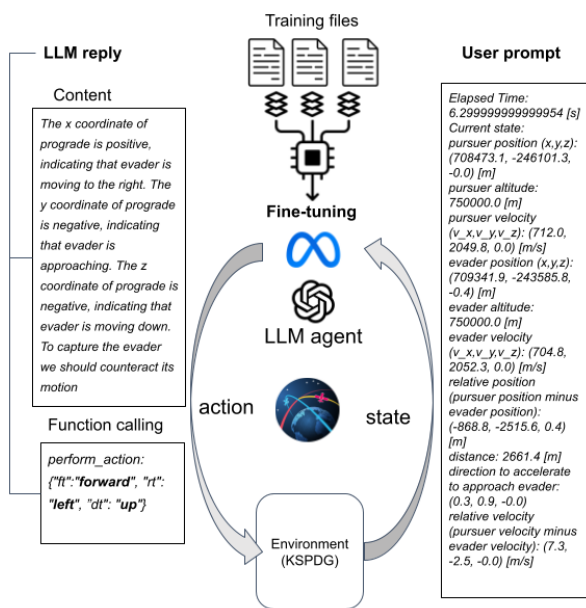 Training files
LLM reply
User prompt
Content
The x coordinate of
prograde is positive,
indicating that evader is
moving to the right. The
y coordinate of prograde
is negative, indicating
that evader is
approaching. The z
coordinate of prograde is
negative, indicating that
evader is moving down.
To capture the evader
we should counteract its
motion
Function calling
perform_action:
{"ft":"forward", "rt":
"left", "dt": "up"}
Fine-tuning
LLM agent
action
state
Environment
(KSPDG)
Elapsed Time:
6.299999999999954 [s]
Current state:
pursuer position (x,y,z):
(708473.1, -246101.3,
-0.0) [m]
pursuer altitude:
750000.0 [m]
pursuer velocity
(v_x,v_y,v_z): (712.0,
2049.8, 0.0) [m/s]
evader position (x,y,z):
(709341.9, -243585.8,
-0.4) [m]
evader altitude:
750000.0 [m]
evader velocity
(v_x,v_y,v_z): (704.8,
2052.3, 0.0) [m/s]
relative position
(pursuer position minus
evader position):
(-868.8, -2515.6, 0.4)
[m]
distance: 2661.4 [m]
direction to accelerate
to approach evader:
(0.3, 0.9, -0.0)
relative velocity
(pursuer velocity minus
evader velocity): (7.3,
-2.5, -0.0) [m/s]